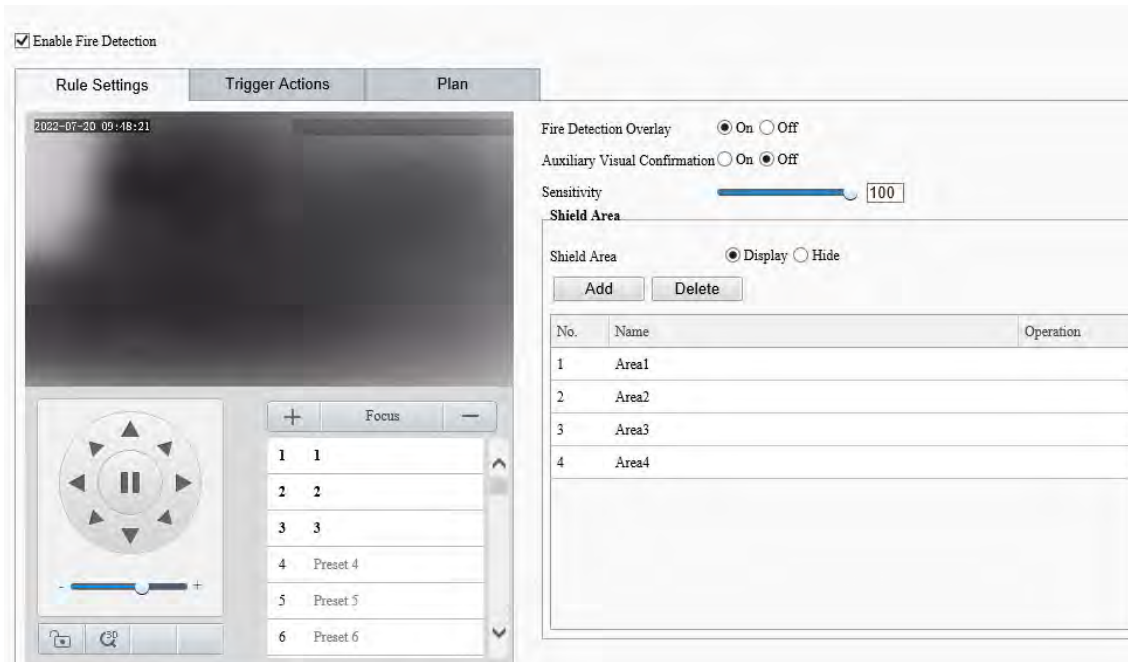 Enable Fire Detection
Rule Settings Trigger Actions Plan
2022-07-20 09:48:21
Fire Detection Overlay On Off
Auxiliary Visual Confirmation On Off
Sensitivity 100
Shield Area
Shield Area Display Hide
Add Delete
No. Name Operation
1 Area1
2 Area2
3 Area3
4 Area4
+ Focus —
1 1
2 2
3 3
4 Preset 4
5 Preset 5
6 Preset 6
- +
3D